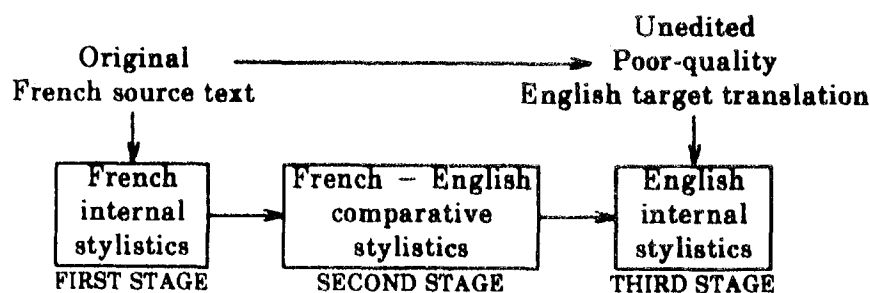 Original
French source text
Unedited
Poor-quality
English target translation
French
internal
stylistics
FIRST STAGE
French – English
comparative
stylistics
SECOND STAGE
English
internal
stylistics
THIRD STAGE